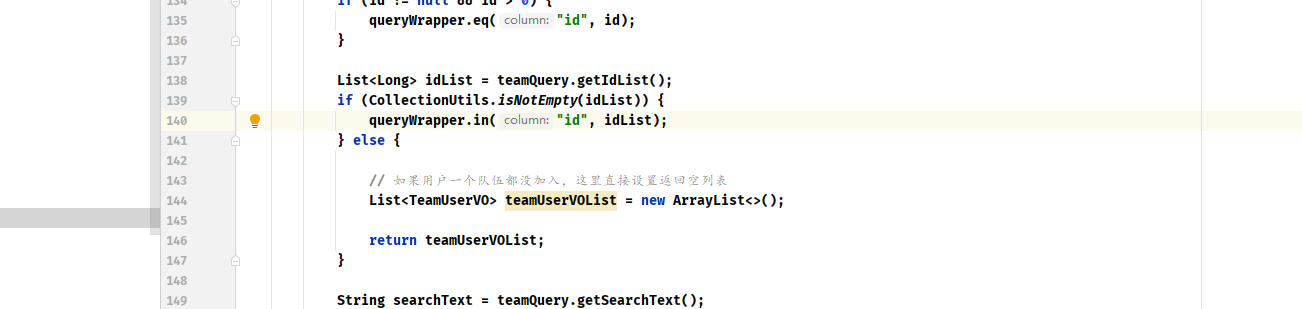 134 if (id != null && id > 0) {
135 queryWrapper.eq( column: "id", id);
136 }
137
138 List<Long> idList = teamQuery.getIdList();
139 if (CollectionUtils.isNotEmpty(idList)) {
140 queryWrapper.in( column: "id", idList);
141 } else {
142
143 // 如果用户一个队伍都没加入，这里直接设置返回空列表
144 List<TeamUserVO> teamUserVOList = new ArrayList<>();
145
146 return teamUserVOList;
147 }
148
149 String searchText = teamQuery.getSearchText();